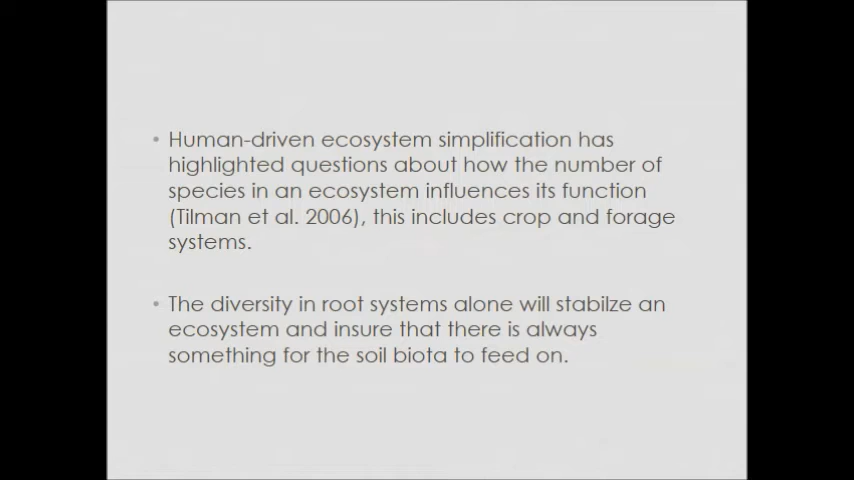 • Human-driven ecosystem simplification has
highlighted questions about how the number of
species in an ecosystem influences its function
(Tilman et al. 2006), this includes crop and forage
systems.
• The diversity in root systems alone will stabilze an
ecosystem and insure that there is always
something for the soil biota to feed on.